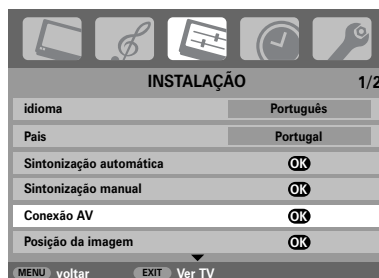 INSTALAÇÃO 1/2
idioma Português
Pais Portugal
Sintonização automática OK
Sintonização manual OK
Conexão AV OK
Posição da imagem OK
MENU voltar EXIT Ver TV